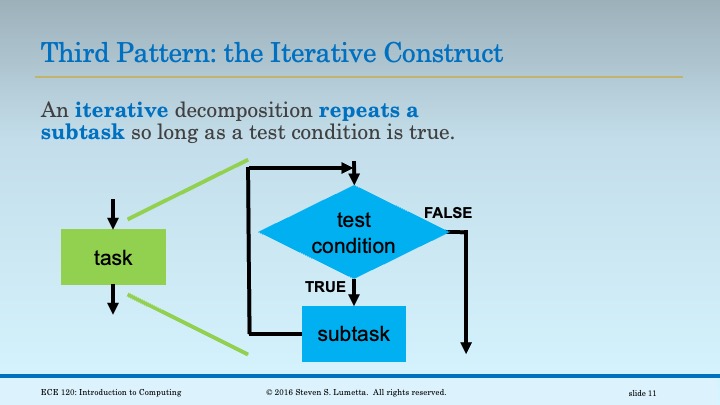 Third Pattern: the Iterative Construct
An iterative decomposition repeats a
subtask so long as a test condition is true.
task
test
condition
FALSE
TRUE
subtask
ECE 120: Introduction to Computing
© 2016 Steven S. Lumetta. All rights reserved.
slide 11